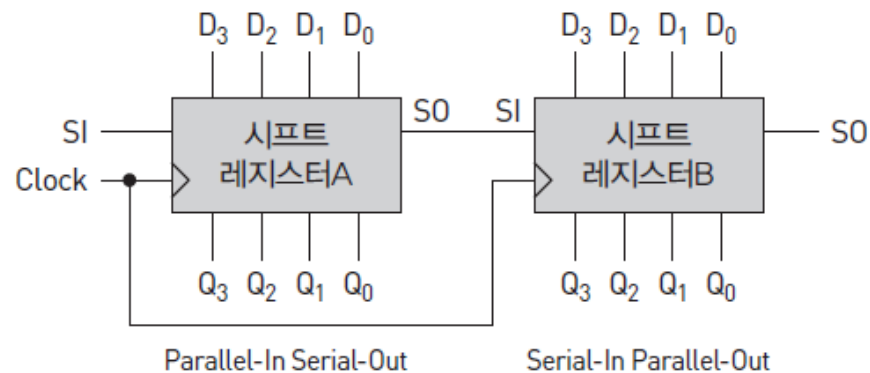 D₃ D₂ D₁ D₀ D₃ D₂ D₁ D₀
SI 시프트 레지스터A SO SI 시프트 레지스터B SO
Clock
Q₃ Q₂ Q₁ Q₀ Q₃ Q₂ Q₁ Q₀
Parallel-In Serial-Out Serial-In Parallel-Out